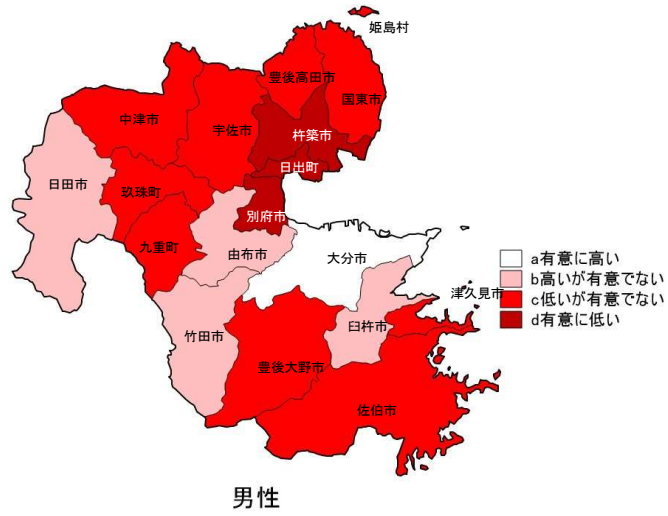 姫島村
豊後高田市
国東市
中津市
宇佐市
杵築市
日出町
日田市
玖珠町
別府市
九重町
由布市
大分市
a有意に高い
b高いが有意でない
c低いが有意でない
d有意に低い
津久見市
臼杵市
竹田市
豊後大野市
佐伯市
男性